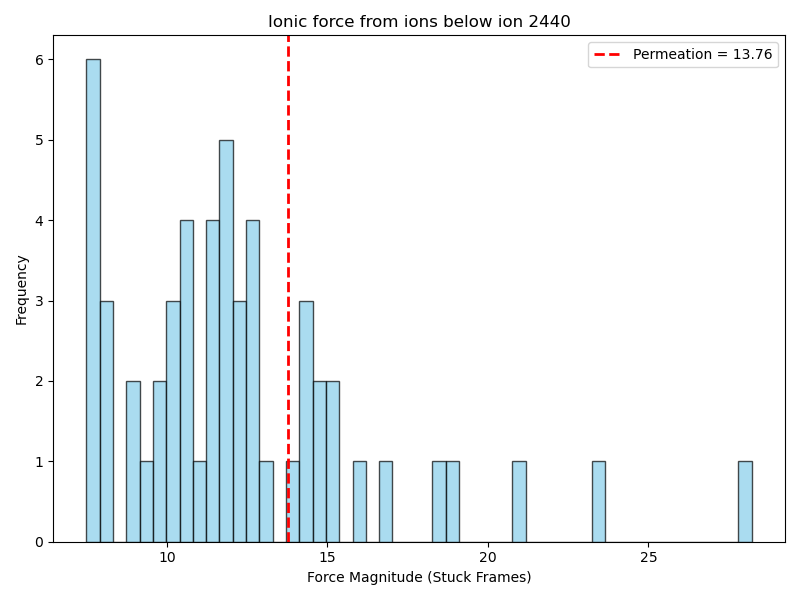 Ionic force from ions below ion 2440
Permeation = 13.76
6
5
4
3
2
1
0
Frequency
10 15 20 25
Force Magnitude (Stuck Frames)